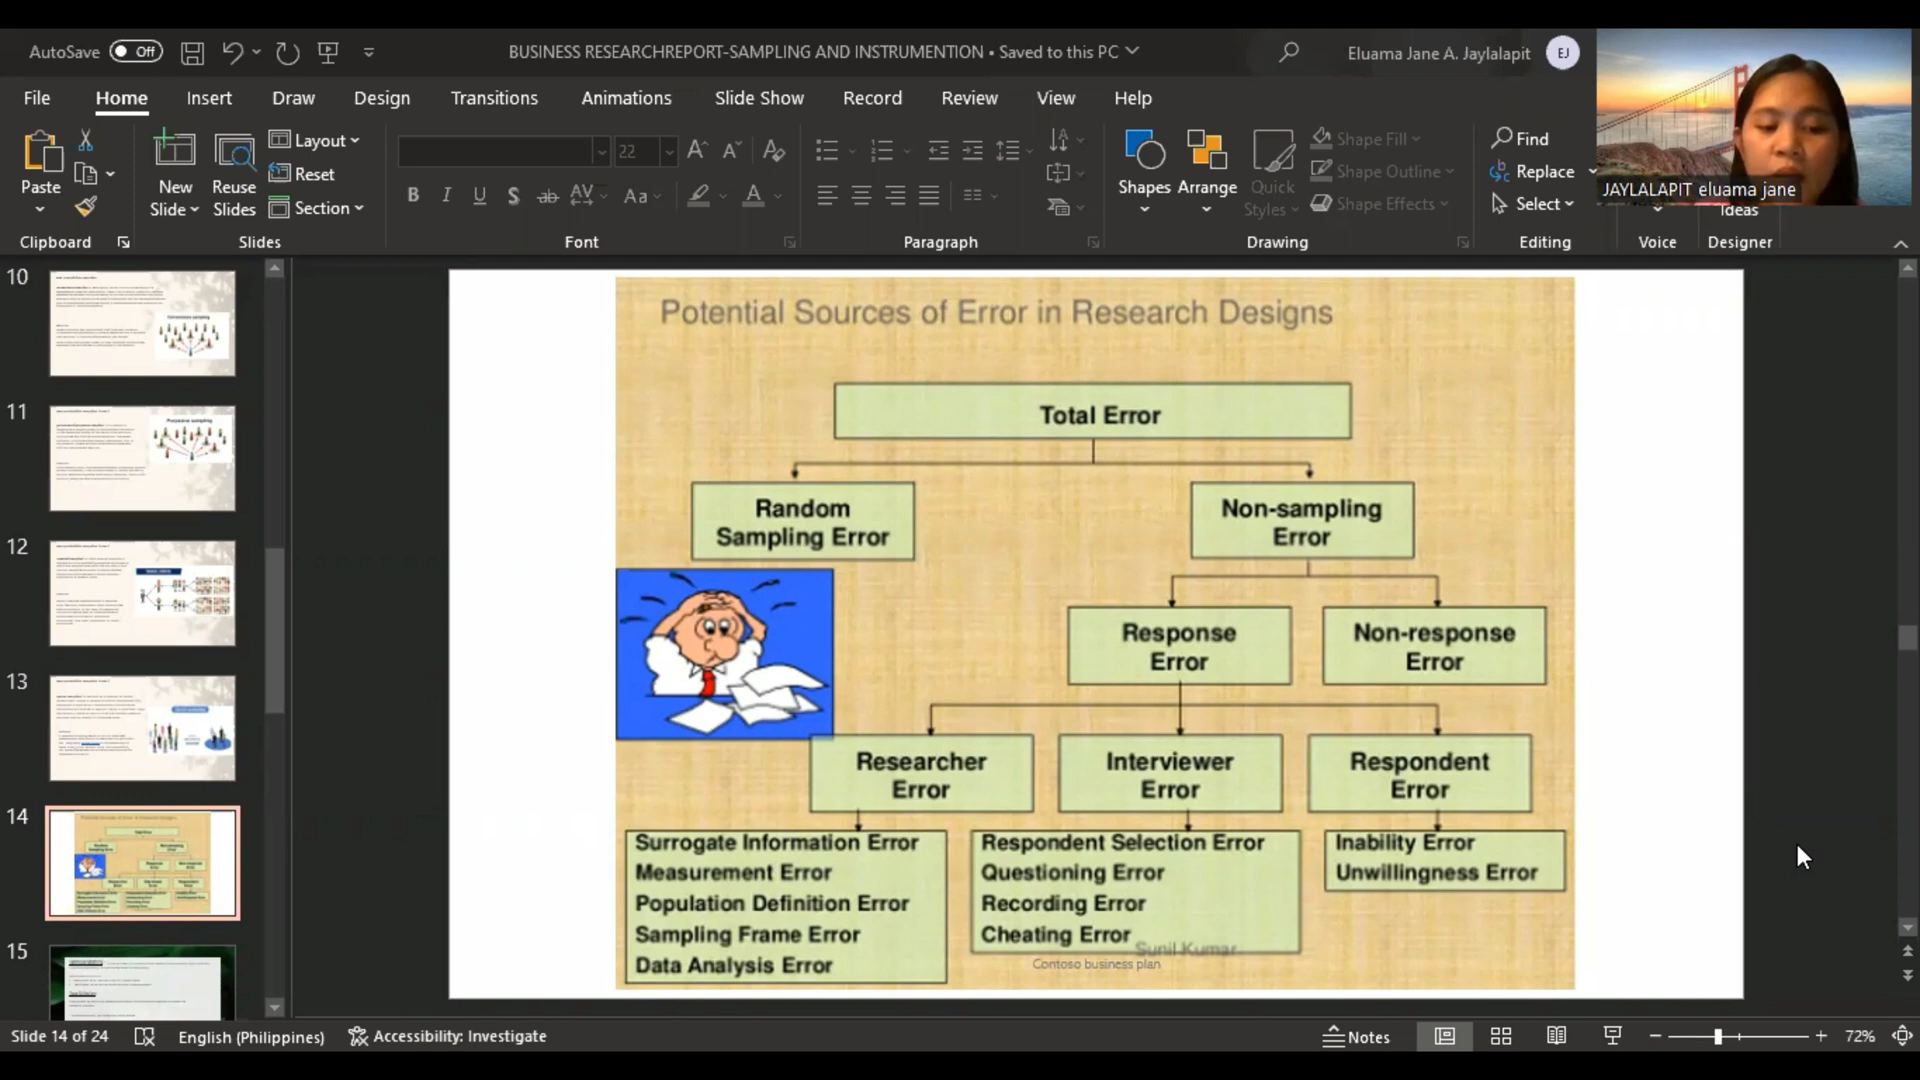 AutoSave Off
BUSINESS RESEARCHREPORT-SAMPLING AND INSTRUMENTION • Saved to this PC
Eluama Jane A. Jaylalapit EJ
File Home Insert Draw Design Transitions Animations Slide Show Record Review View Help
Paste
New
Slide
Reuse
Slides
Layout
Reset
Section
22
B I U S ab AV Aa A
Shapes
Arrange
Quick
Styles
Shape Fill
Shape Outline
Shape Effects
Find
Replace
Select
JAYLALAPIT eluama jane
Ideas
Clipboard Slides Font Paragraph Drawing Editing Voice Designer
10
11
12
13
14
15
Potential Sources of Error in Research Designs
Total Error
Random
Sampling Error
Non-sampling
Error
Response
Error
Non-response
Error
Researcher
Error
Interviewer
Error
Respondent
Error
Surrogate Information Error
Measurement Error
Population Definition Error
Sampling Frame Error
Data Analysis Error
Respondent Selection Error
Questioning Error
Recording Error
Cheating Error
Inability Error
Unwillingness Error
Sunil Kumar
Contoso business plan
Slide 14 of 24 English (Philippines) Accessibility: Investigate Notes 72%